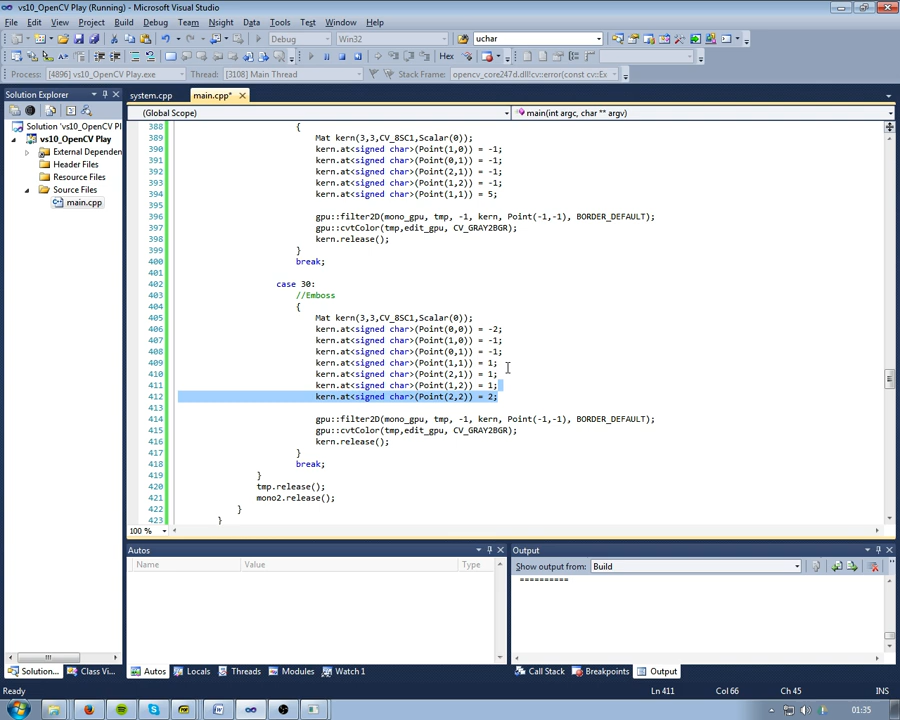 vs10_OpenCV Play (Running) - Microsoft Visual Studio
File Edit View Project Build Debug Team Nsight Data Tools Test Window Help
Debug Win32 uchar
Hex
Process: [4896] vs10_OpenCV Play.exe Thread: [3108] Main Thread Stack Frame: opencv_core247d.dll!cv::error(const cv::Ex
Solution Explorer
system.cpp main.cpp*
(Global Scope) main(int argc, char ** argv)
Solution 'vs10_OpenCV Pl
vs10_OpenCV Play
External Dependen
Header Files
Resource Files
Source Files
main.cpp
388 {
389 Mat kern(3,3,CV_8SC1,Scalar(0));
390 kern.at<signed char>(Point(1,0)) = -1;
391 kern.at<signed char>(Point(0,1)) = -1;
392 kern.at<signed char>(Point(2,1)) = -1;
393 kern.at<signed char>(Point(1,2)) = -1;
394 kern.at<signed char>(Point(1,1)) = 5;
395
396 gpu::filter2D(mono_gpu, tmp, -1, kern, Point(-1,-1), BORDER_DEFAULT);
397 gpu::cvtColor(tmp,edit_gpu, CV_GRAY2BGR);
398 kern.release();
399 }
400 break;
401
402 case 30:
403 //Emboss
404 {
405 Mat kern(3,3,CV_8SC1,Scalar(0));
406 kern.at<signed char>(Point(0,0)) = -2;
407 kern.at<signed char>(Point(1,0)) = -1;
408 kern.at<signed char>(Point(0,1)) = -1;
409 kern.at<signed char>(Point(1,1)) = 1;
410 kern.at<signed char>(Point(2,1)) = 1;
411 kern.at<signed char>(Point(1,2)) = 1;
412 kern.at<signed char>(Point(2,2)) = 2;
413
414 gpu::filter2D(mono_gpu, tmp, -1, kern, Point(-1,-1), BORDER_DEFAULT);
415 gpu::cvtColor(tmp,edit_gpu, CV_GRAY2BGR);
416 kern.release();
417 }
418 break;
419 }
420 tmp.release();
421 mono2.release();
422 }
423 }
100 %
Autos
Name Value Type
Output
Show output from: Build
==========
Solution... Class Vi... Autos Locals Threads Modules Watch 1 Call Stack Breakpoints Output
Ready Ln 411 Col 66 Ch 45 INS
01:35